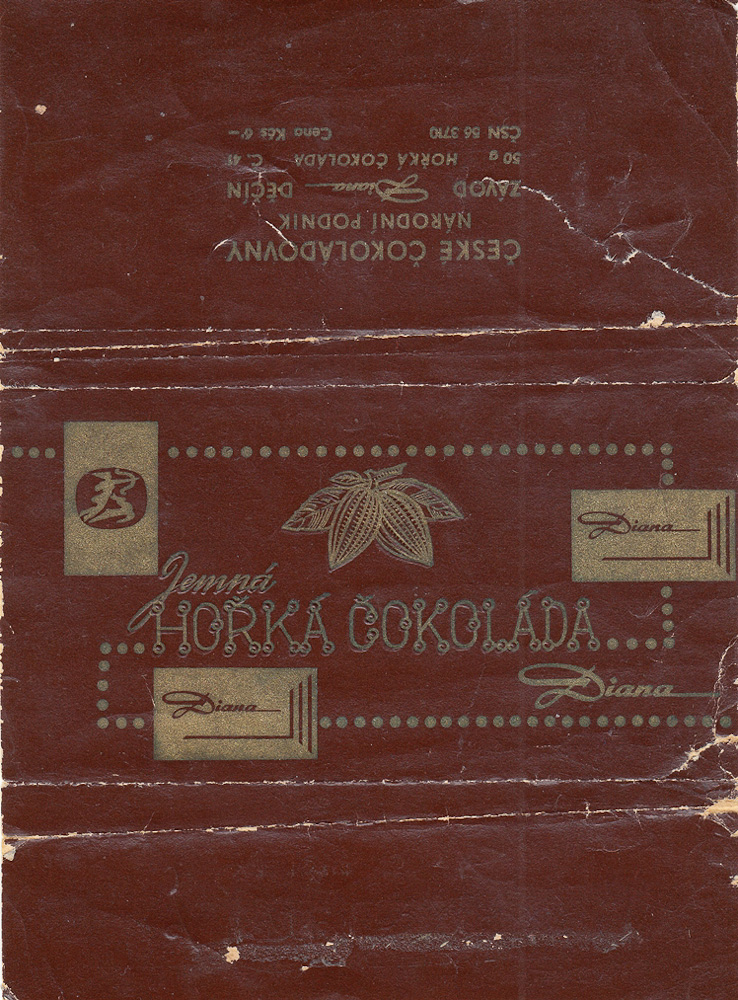 ČESKÉ ČOKOLÁDOVNY
NÁRODNÍ PODNIK
ZÁVOD Diana DĚČÍN
50 g HOŘKÁ ČOKOLÁDA Č. 41
ČSN 56 3710 Cena Kčs 6'—
Diana
Jemná
HOŘKÁ ČOKOLÁDA
Diana
Diana